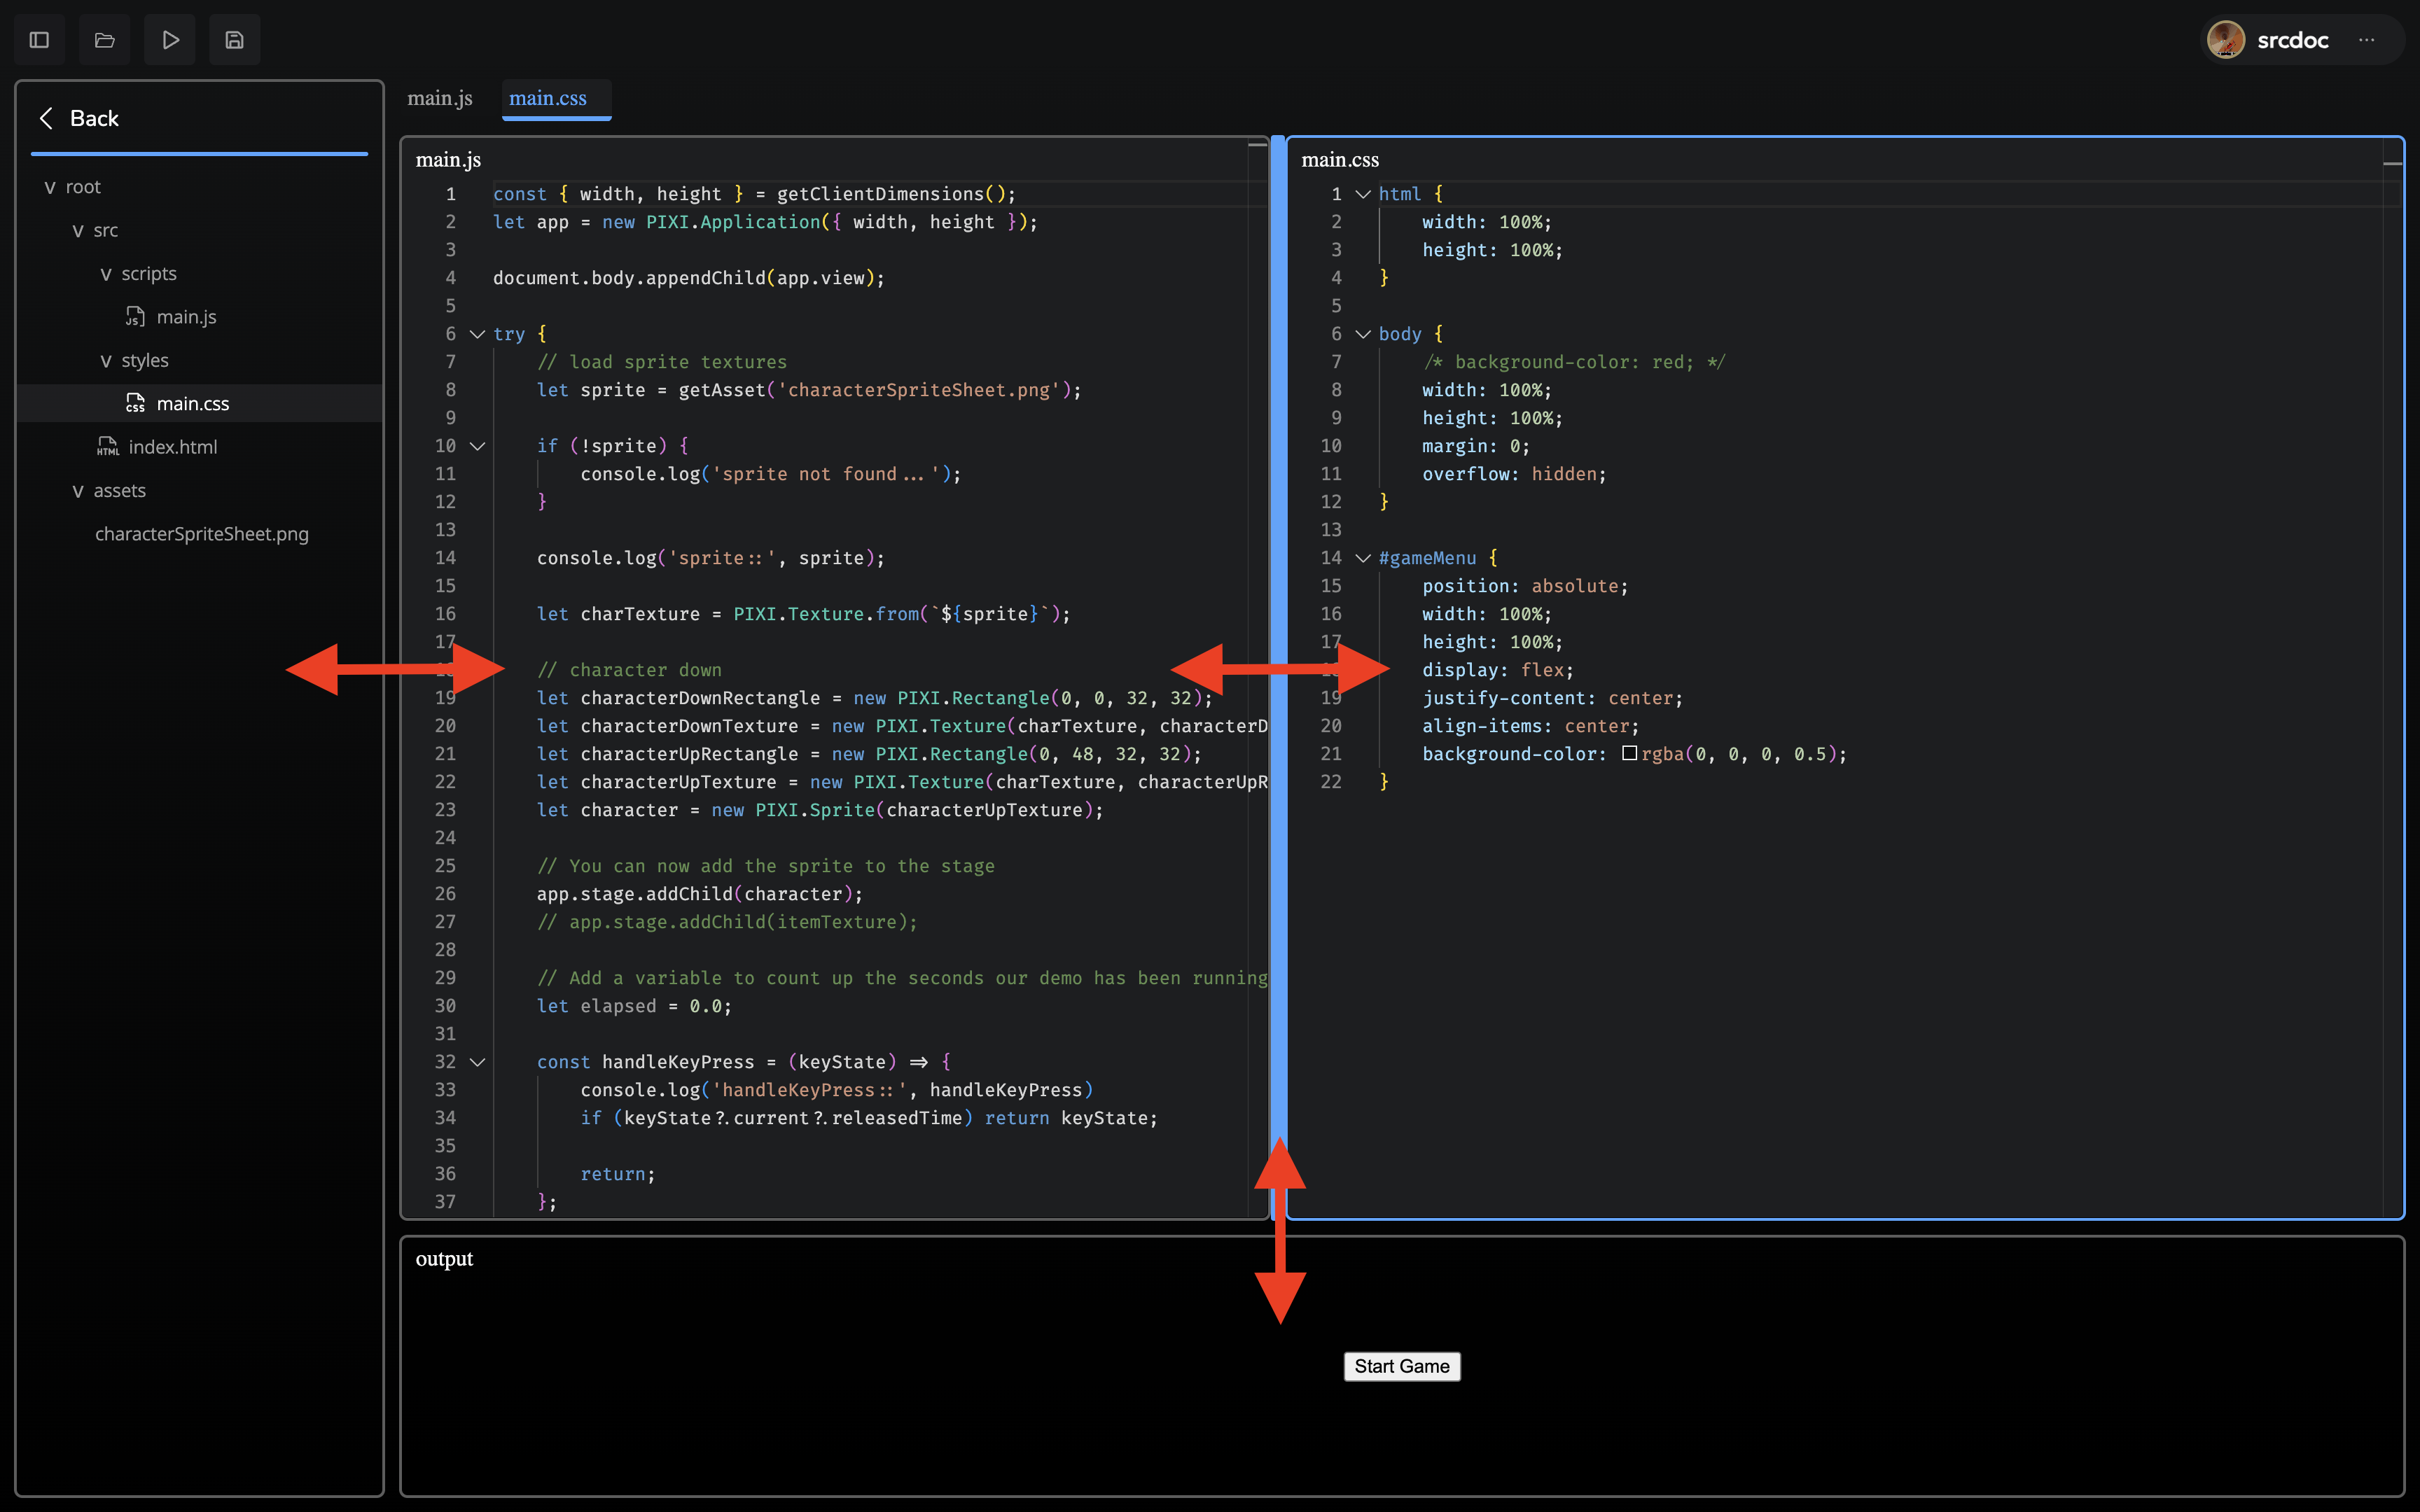 srcdoc
Back
root
src
scripts
main.js
styles
main.css
index.html
assets
characterSpriteSheet.png
main.js
main.css
main.js
1 const { width, height } = getClientDimensions();
2 let app = new PIXI.Application({ width, height });
3
4 document.body.appendChild(app.view);
5
6 try {
7 // load sprite textures
8 let sprite = getAsset('characterSpriteSheet.png');
9
10 if (!sprite) {
11 console.log('sprite not found...');
12 }
13
14 console.log('sprite::', sprite);
15
16 let charTexture = PIXI.Texture.from(`${sprite}`);
17
// character down
19 let characterDownRectangle = new PIXI.Rectangle(0, 0, 32, 32);
20 let characterDownTexture = new PIXI.Texture(charTexture, characterD
21 let characterUpRectangle = new PIXI.Rectangle(0, 48, 32, 32);
22 let characterUpTexture = new PIXI.Texture(charTexture, characterUpR
23 let character = new PIXI.Sprite(characterUpTexture);
24
25 // You can now add the sprite to the stage
26 app.stage.addChild(character);
27 // app.stage.addChild(itemTexture);
28
29 // Add a variable to count up the seconds our demo has been running
30 let elapsed = 0.0;
31
32 const handleKeyPress = (keyState) => {
33 console.log('handleKeyPress::', handleKeyPress)
34 if (keyState?.current?.releasedTime) return keyState;
35
36 return;
37 };
main.css
1 html {
2 width: 100%;
3 height: 100%;
4 }
5
6 body {
7 /* background-color: red; */
8 width: 100%;
9 height: 100%;
10 margin: 0;
11 overflow: hidden;
12 }
13
14 #gameMenu {
15 position: absolute;
16 width: 100%;
17 height: 100%;
display: flex;
19 justify-content: center;
20 align-items: center;
21 background-color: rgba(0, 0, 0, 0.5);
22 }
output
Start Game